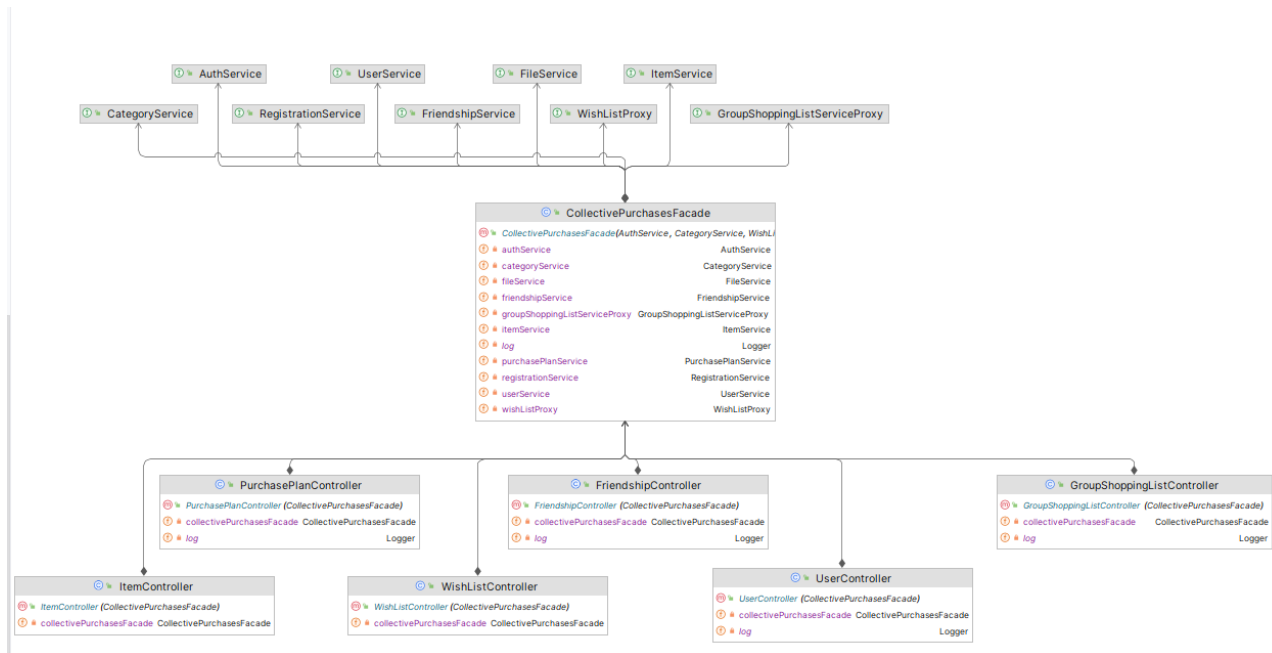 AuthService
UserService
FileService
ItemService
CategoryService
RegistrationService
FriendshipService
WishListProxy
GroupShoppingListServiceProxy
CollectivePurchasesFacade
CollectivePurchasesFacade(AuthService, CategoryService, WishLi
authService AuthService
categoryService CategoryService
fileService FileService
friendshipService FriendshipService
groupShoppingListServiceProxy GroupShoppingListServiceProxy
itemService ItemService
log Logger
purchasePlanService PurchasePlanService
registrationService RegistrationService
userService UserService
wishListProxy WishListProxy
PurchasePlanController
PurchasePlanController (CollectivePurchasesFacade)
collectivePurchasesFacade CollectivePurchasesFacade
log Logger
FriendshipController
FriendshipController (CollectivePurchasesFacade)
collectivePurchasesFacade CollectivePurchasesFacade
log Logger
GroupShoppingListController
GroupShoppingListController (CollectivePurchasesFacade)
collectivePurchasesFacade CollectivePurchasesFacade
log Logger
ItemController
ItemController (CollectivePurchasesFacade)
collectivePurchasesFacade CollectivePurchasesFacade
WishListController
WishListController (CollectivePurchasesFacade)
collectivePurchasesFacade CollectivePurchasesFacade
UserController
UserController (CollectivePurchasesFacade)
collectivePurchasesFacade CollectivePurchasesFacade
log Logger